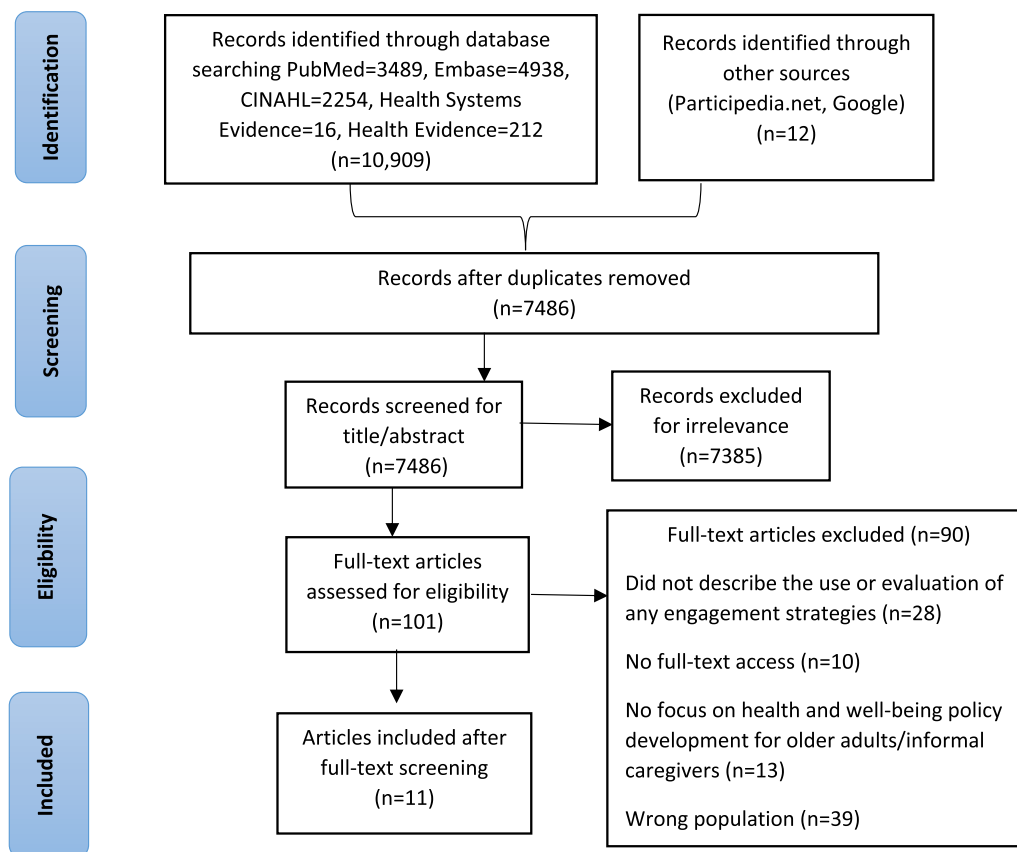 Identification
Records identified through database
searching PubMed=3489, Embase=4938,
CINAHL=2254, Health Systems
Evidence=16, Health Evidence=212
(n=10,909)
Records identified through
other sources
(Participedia.net, Google)
(n=12)
Screening
Records after duplicates removed
(n=7486)
Records screened for
title/abstract
(n=7486)
Records excluded
for irrelevance
(n=7385)
Eligibility
Full-text articles
assessed for eligibility
(n=101)
Full-text articles excluded (n=90)
Did not describe the use or evaluation of
any engagement strategies (n=28)
No full-text access (n=10)
No focus on health and well-being policy
development for older adults/informal
caregivers (n=13)
Wrong population (n=39)
Included
Articles included after
full-text screening
(n=11)